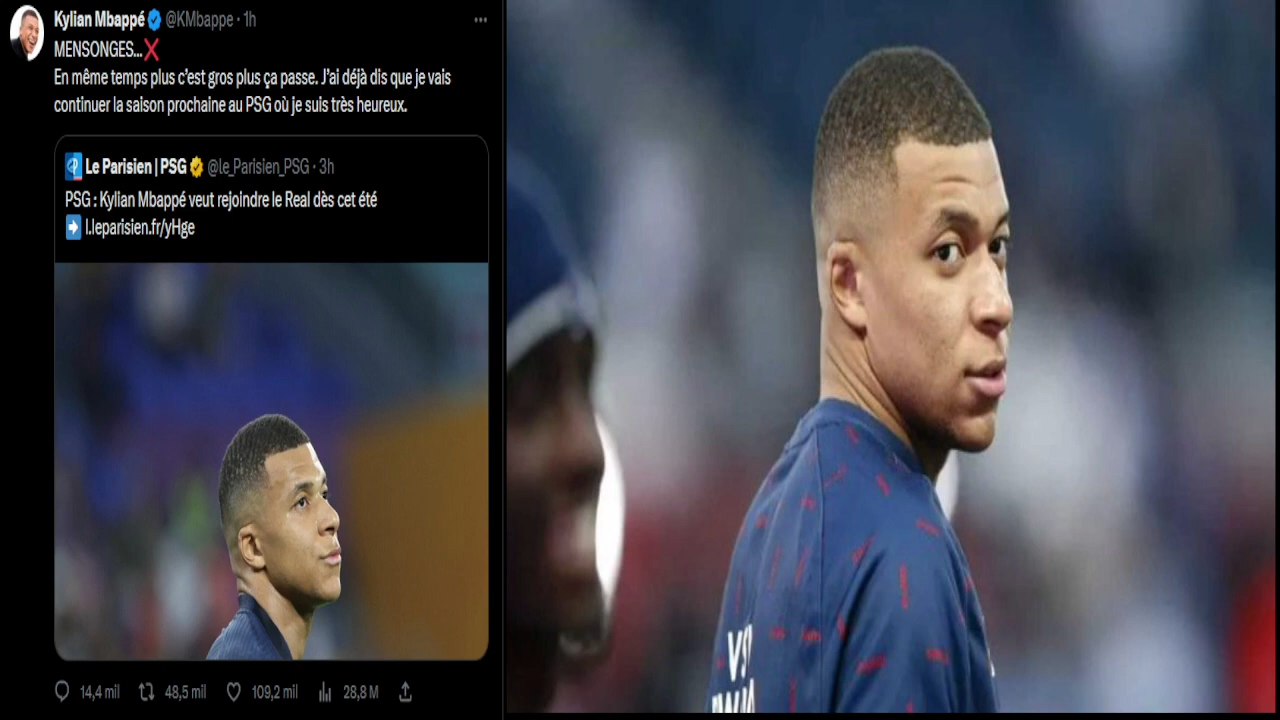 Kylian Mbappé @KMbappe · 1h
MENSONGES...❌
En même temps plus c'est gros plus ça passe. J'ai déjà dis que je vais
continuer la saison prochaine au PSG où je suis très heureux.
Le Parisien | PSG @le_Parisien_PSG · 3h
PSG : Kylian Mbappé veut rejoindre le Real dès cet été
➡️ l.leparisien.fr/yHge
14,4 mil 48,5 mil 109,2 mil 28,8 M